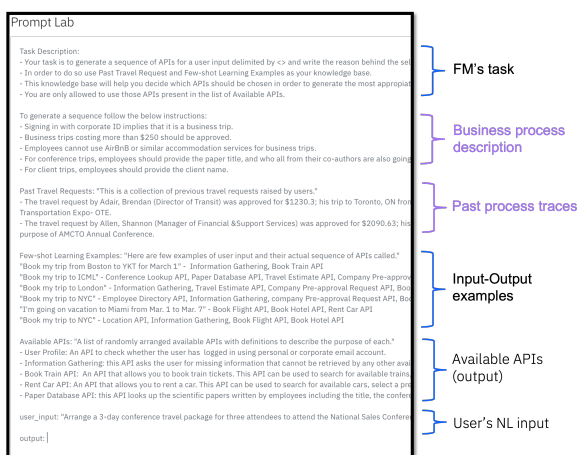 Prompt Lab
Task Description:
- Your task is to generate a sequence of APIs for a user input delimited by <> and write the reason behind the sel
- In order to do so use Past Travel Request and Few-shot Learning Examples as your knowledge base.
- This knowledge base will help you decide which APIs should be chosen in order to generate the most appropiat
- You are only allowed to use those APIs present in the list of Available APIs.
FM's task
To generate a sequence follow the below instructions:
- Signing in with corporate ID implies that it is a business trip.
- Business trips costing more than $250 should be approved.
- Employees cannot use AirBnB or similar accommodation services for business trips.
- For conference trips, employees should provide the paper title, and who all from their co-authors are also going
- For client trips, employees should provide the client name.
Business process
description
Past Travel Requests: "This is a collection of previous travel requests raised by users."
- The travel request by Adair, Brendan (Director of Transit) was approved for $1230.3; his trip to Toronto, ON from
Transportation Expo- OTE.
- The travel request by Allen, Shannon (Manager of Financial &Support Services) was approved for $2090.63; his
purpose of AMCTO Annual Conference.
Past process traces
Few-shot Learning Examples: "Here are few examples of user input and their actual sequence of APIs called."
"Book my trip from Boston to YKT for March 1" - Information Gathering, Book Train API
"Book my trip to ICML" - Conference Lookup API, Paper Database API, Travel Estimate API, Company Pre-approv
"Book my trip to London" - Information Gathering, Travel Estimate API, Company Pre-approval Request API, Boo
"Book my trip to NYC" - Employee Directory API, Information Gathering, company Pre-approval Request API, Boo
"I'm going on vacation to Miami from Mar. 1 to Mar. 7" - Book Flight API, Book Hotel API, Rent Car API
"Book my trip to NYC" - Location API, Information Gathering, Book Flight API, Book Hotel API
Input-Output
examples
Available APIs: "A list of randomly arranged available APIs with definitions to describe the purpose of each."
- User Profile: An API to check whether the user has logged in using personal or corporate email account.
- Information Gathering: this API asks the user for missing information that cannot be retrieved by any other avai
- Book Train API: An API that allows you to book train tickets. This API can be used to search for available trains,
- Rent Car API: An API that allows you to rent a car. This API can be used to search for available cars, select a pre
- Paper Database API: this API looks up the scientific papers written by employees including the title, the confer
Available APIs
(output)
user_input: "Arrange a 3-day conference travel package for three attendees to attend the National Sales Confere
User's NL input
output: